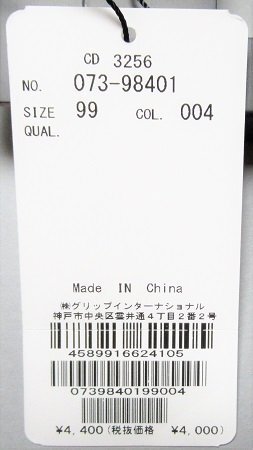 CD 3256
NO. 073-98401
SIZE 99 COL. 004
QUAL.
Made IN China
㈱グリップインターナショナル
神戸市中央区雲井通4丁目2番2号
4589916624105
0739840199004
¥4,400(税抜価格 ¥4,000)